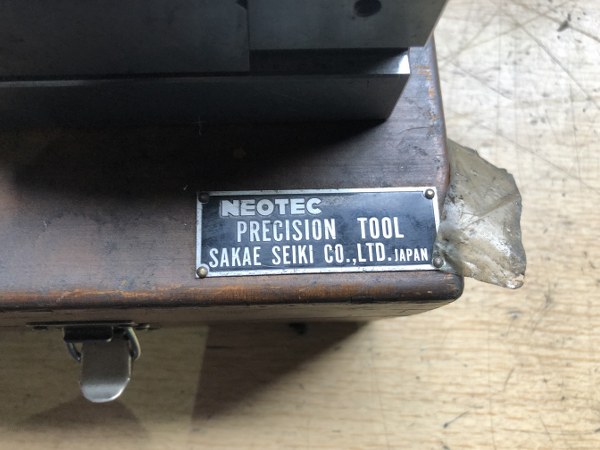 NEOTEC
PRECISION TOOL
SAKAE SEIKI CO.,LTD. JAPAN